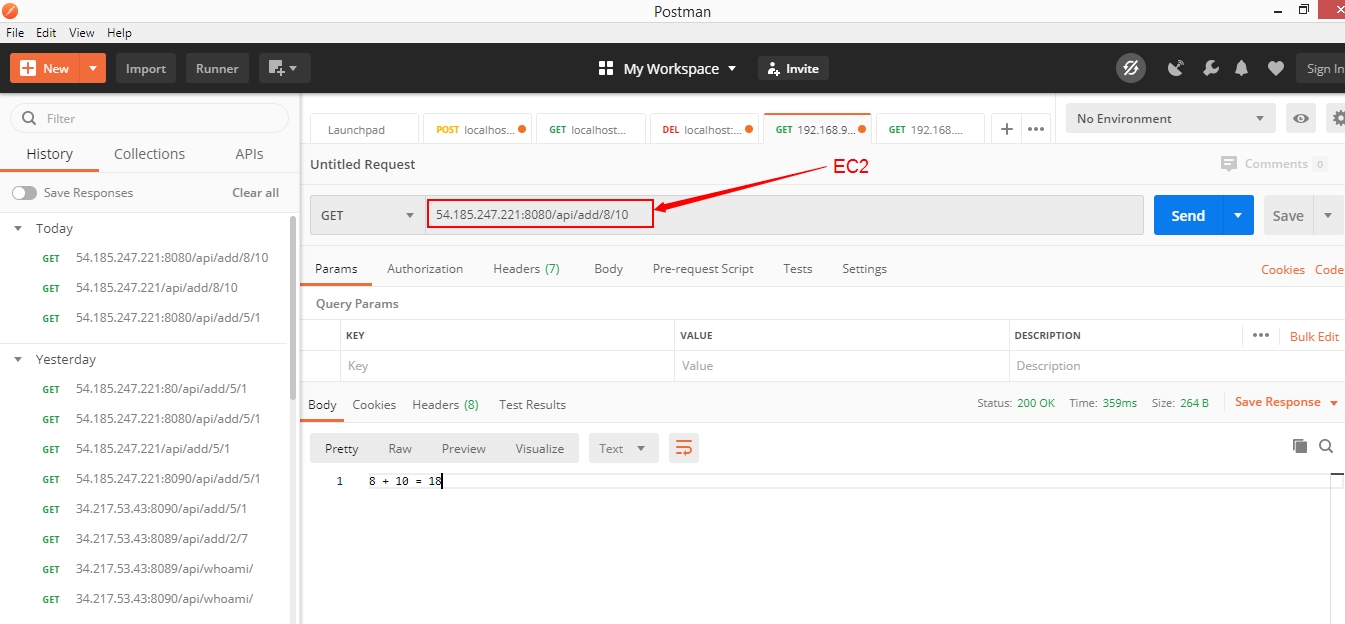 Postman
File Edit View Help
New Import Runner My Workspace Invite Sign In
Filter
History Collections APIs
Save Responses Clear all
Today
GET 54.185.247.221:8080/api/add/8/10
GET 54.185.247.221/api/add/8/10
GET 54.185.247.221:8080/api/add/5/1
Yesterday
GET 54.185.247.221:80/api/add/5/1
GET 54.185.247.221:8080/api/add/5/1
GET 54.185.247.221/api/add/5/1
GET 54.185.247.221:8090/api/add/5/1
GET 34.217.53.43:8090/api/add/5/1
GET 34.217.53.43:8089/api/add/2/7
GET 34.217.53.43:8089/api/whoami/
GET 34.217.53.43:8090/api/whoami/
Launchpad POST localhos... GET localhost... DEL localhost:... GET 192.168.9... GET 192.168.... No Environment
Untitled Request EC2 Comments 0
GET 54.185.247.221:8080/api/add/8/10 Send Save
Params Authorization Headers (7) Body Pre-request Script Tests Settings Cookies Code
Query Params
KEY VALUE DESCRIPTION Bulk Edit
Key Value Description
Body Cookies Headers (8) Test Results Status: 200 OK Time: 359ms Size: 264 B Save Response
Pretty Raw Preview Visualize Text
1 8 + 10 = 18